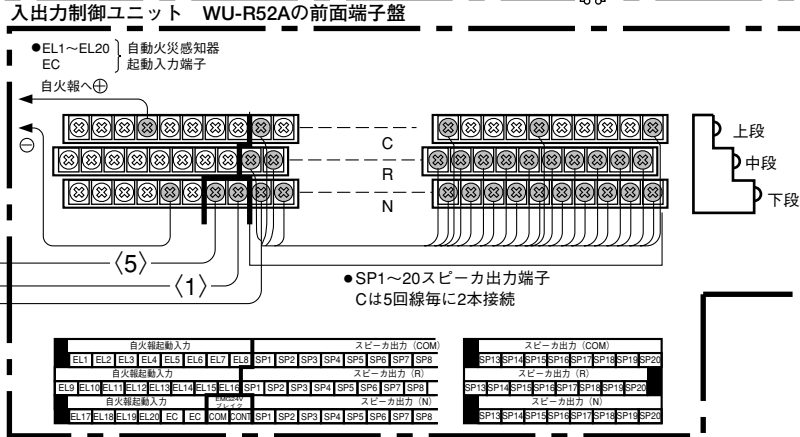 入出力制御ユニット WU-R52Aの前面端子盤
●EL1～EL20 自動火災感知器
EC 起動入力端子
自火報へ⊕
⊖
C
R
N
上段
中段
下段
〈5〉
〈1〉
●SP1～20スピーカ出力端子
Cは5回線毎に2本接続
自火報起動入力 スピーカ出力（COM）
EL1 EL2 EL3 EL4 EL5 EL6 EL7 EL8 SP1 SP2 SP3 SP4 SP5 SP6 SP7 SP8
自火報起動入力 スピーカ出力（R）
EL9 EL10 EL11 EL12 EL13 EL14 EL15 EL16 SP1 SP2 SP3 SP4 SP5 SP6 SP7 SP8
自火報起動入力 EMG24V ブレイク スピーカ出力（N）
EL17 EL18 EL19 EL20 EC EC COM CONT SP1 SP2 SP3 SP4 SP5 SP6 SP7 SP8
スピーカ出力（COM）
SP13 SP14 SP15 SP16 SP17 SP18 SP19 SP20
スピーカ出力（R）
SP13 SP14 SP15 SP16 SP17 SP18 SP19 SP20
スピーカ出力（N）
SP13 SP14 SP15 SP16 SP17 SP18 SP19 SP20